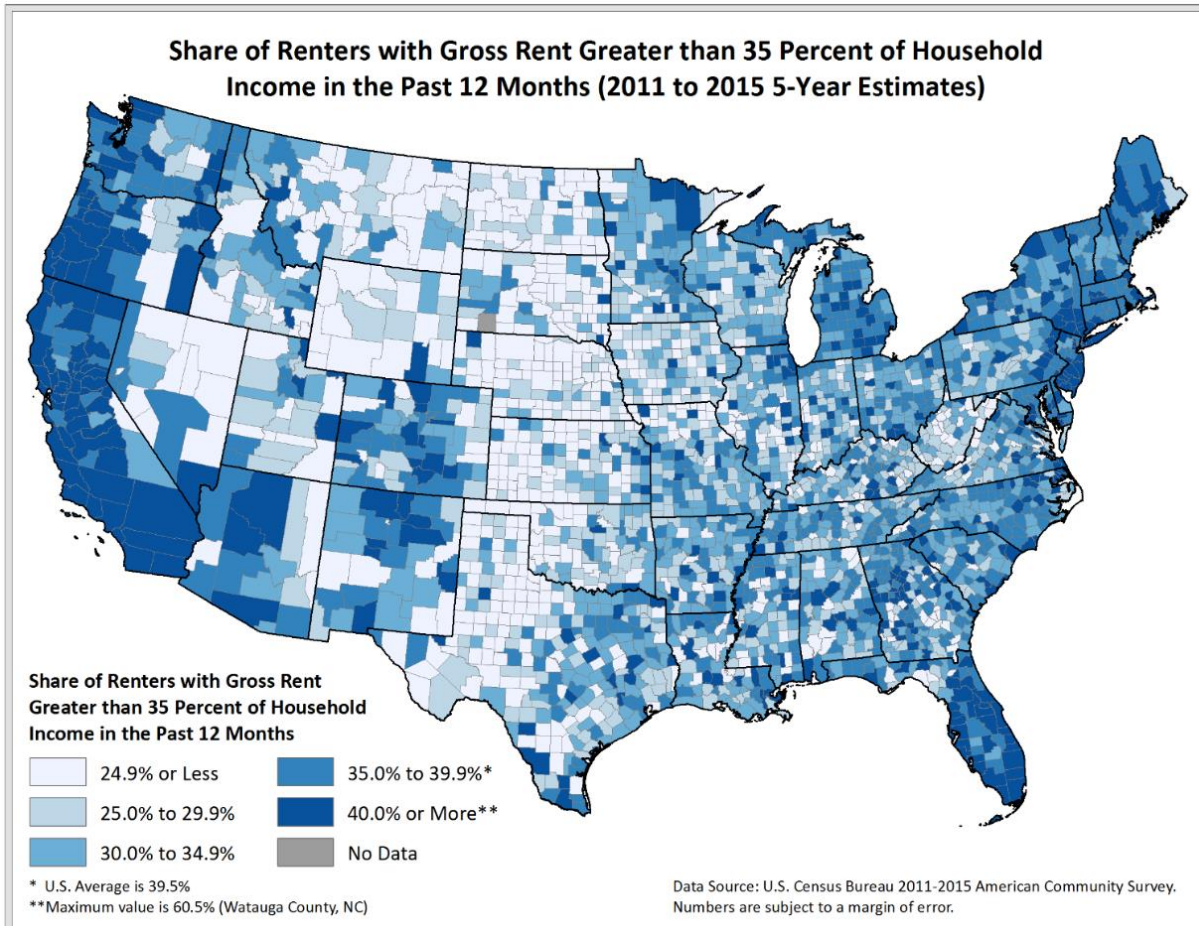 Share of Renters with Gross Rent Greater than 35 Percent of Household
Income in the Past 12 Months (2011 to 2015 5-Year Estimates)
Share of Renters with Gross Rent
Greater than 35 Percent of Household
Income in the Past 12 Months
24.9% or Less
25.0% to 29.9%
30.0% to 34.9%
35.0% to 39.9%*
40.0% or More**
No Data
* U.S. Average is 39.5%
**Maximum value is 60.5% (Watauga County, NC)
Data Source: U.S. Census Bureau 2011-2015 American Community Survey.
Numbers are subject to a margin of error.